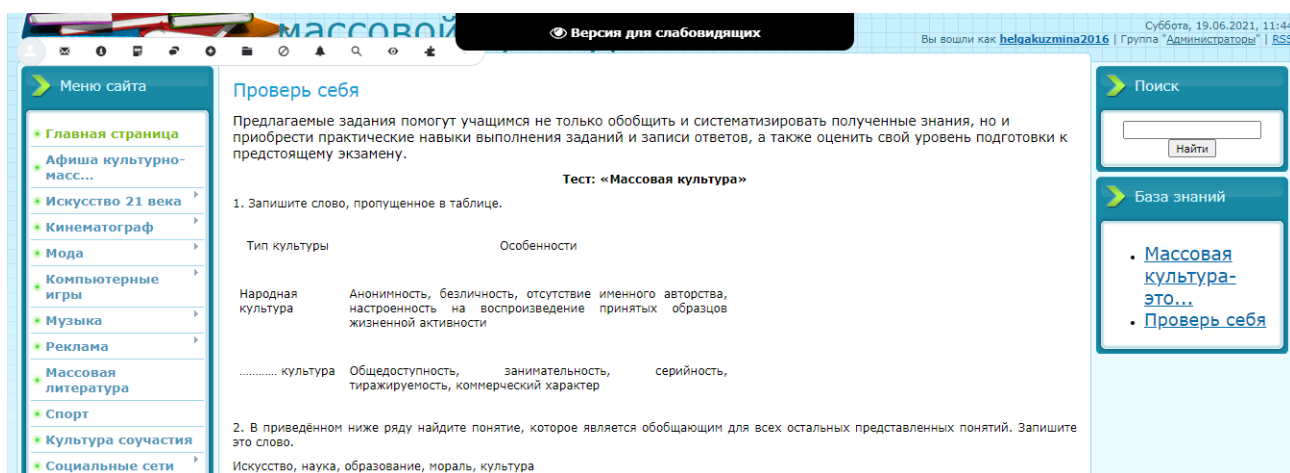 массовой
Версия для слабовидящих
Суббота, 19.06.2021, 11:44
Вы вошли как helgakuzmina2016 | Группа "Администраторы" | RSS
Меню сайта
Главная страница
Афиша культурно-
масс...
Искусство 21 века
Кинематограф
Мода
Компьютерные
игры
Музыка
Реклама
Массовая
литература
Спорт
Культура соучастия
Социальные сети
Проверь себя
Предлагаемые задания помогут учащимся не только обобщить и систематизировать полученные знания, но и
приобрести практические навыки выполнения заданий и записи ответов, а также оценить свой уровень подготовки к
предстоящему экзамену.
Тест: «Массовая культура»
1. Запишите слово, пропущенное в таблице.
Тип культуры Особенности
Народная
культура
Анонимность, безличность, отсутствие именного авторства,
настроенность на воспроизведение принятых образцов
жизненной активности
............ культура
Общедоступность, занимательность, серийность,
тиражируемость, коммерческий характер
2. В приведённом ниже ряду найдите понятие, которое является обобщающим для всех остальных представленных понятий. Запишите
это слово.
Искусство, наука, образование, мораль, культура
Поиск
Найти
База знаний
Массовая
культура-
это...
Проверь себя